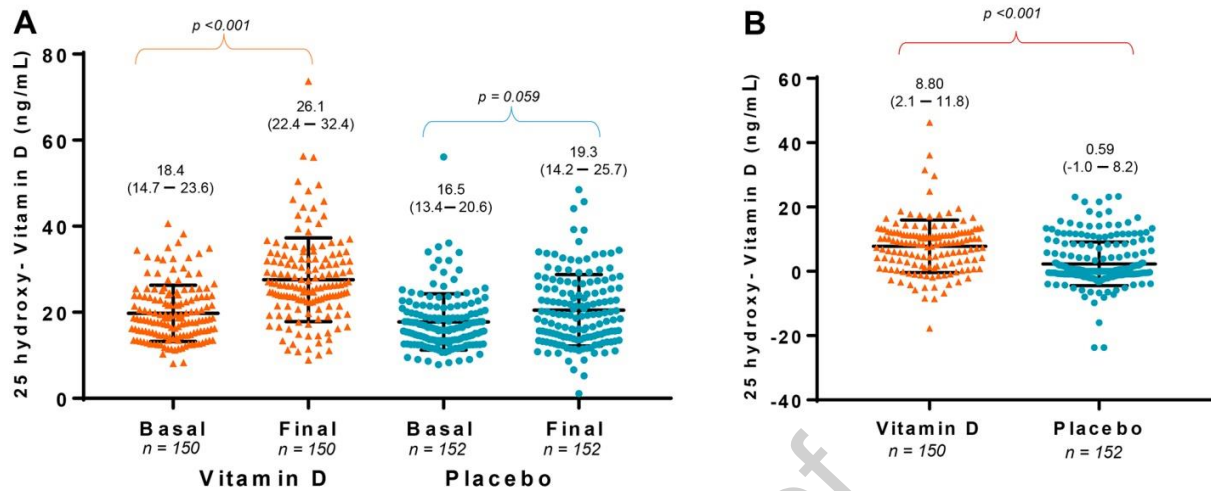 A
25 hydroxy- Vitamin D (ng/mL)
80
60
40
20
0
p <0.001
18.4
(14.7 – 23.6)
26.1
(22.4 – 32.4)
p = 0.059
16.5
(13.4 – 20.6)
19.3
(14.2 – 25.7)
Basal
n = 150
Final
n = 150
Basal
n = 152
Final
n = 152
Vitamin D
Placebo
B
25 hydroxy- Vitamin D (ng/mL)
60
40
20
0
-20
-40
p <0.001
8.80
(2.1 – 11.8)
0.59
(-1.0 – 8.2)
Vitamin D
n = 150
Placebo
n = 152